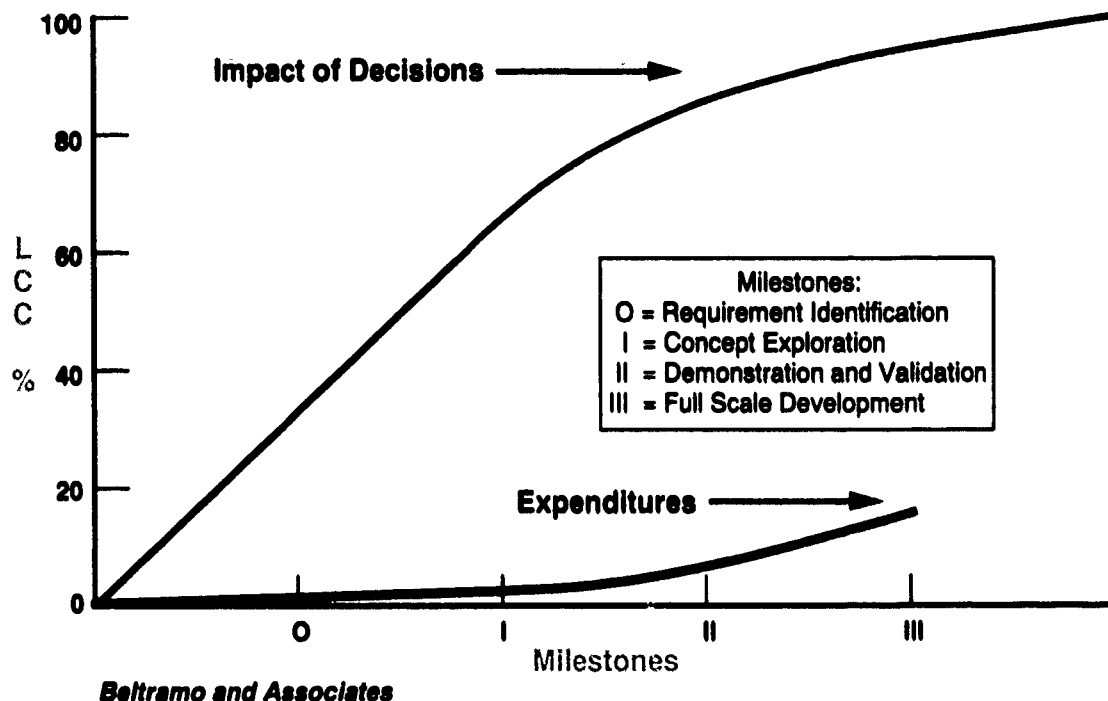 100
Impact of Decisions
80
60
L
C
C
%
Milestones:
O = Requirement Identification
I = Concept Exploration
II = Demonstration and Validation
III = Full Scale Development
40
20
Expenditures
0
O I II III
Milestones
Beltramo and Associates